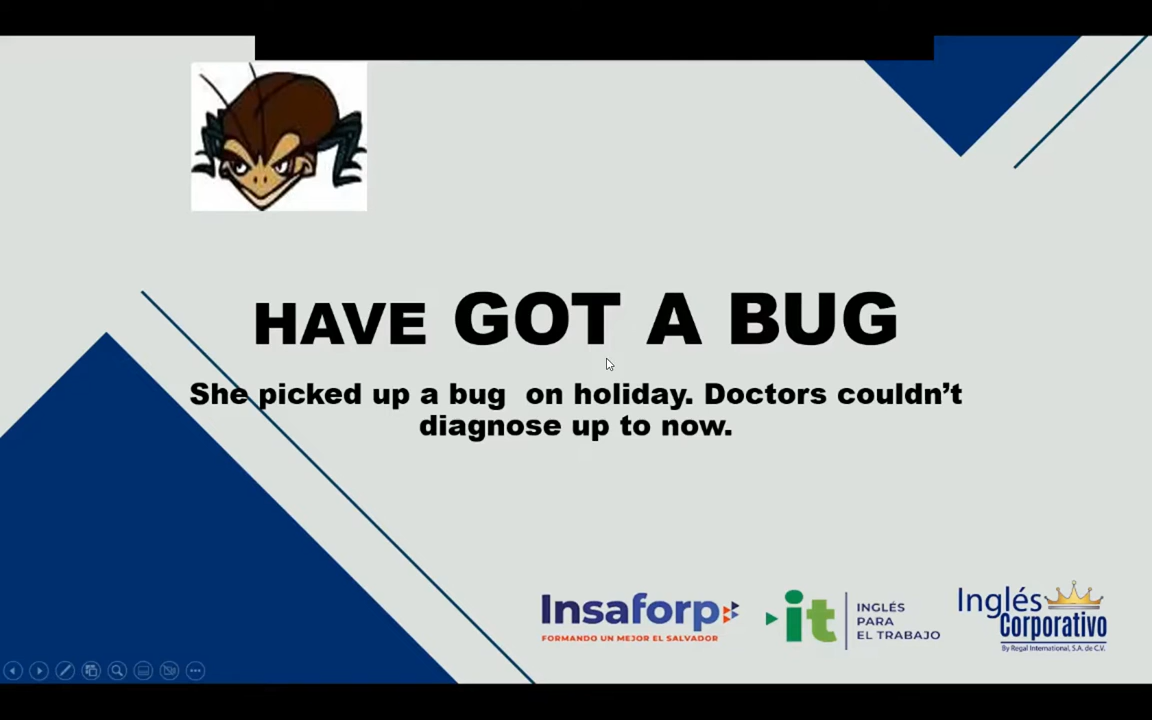 HAVE GOT A BUG
She picked up a bug on holiday. Doctors couldn’t
diagnose up to now.
Insaforp
FORMANDO UN MEJOR EL SALVADOR
it
INGLÉS
PARA
EL TRABAJO
Inglés
Corporativo
By Regal International, S.A. de C.V.